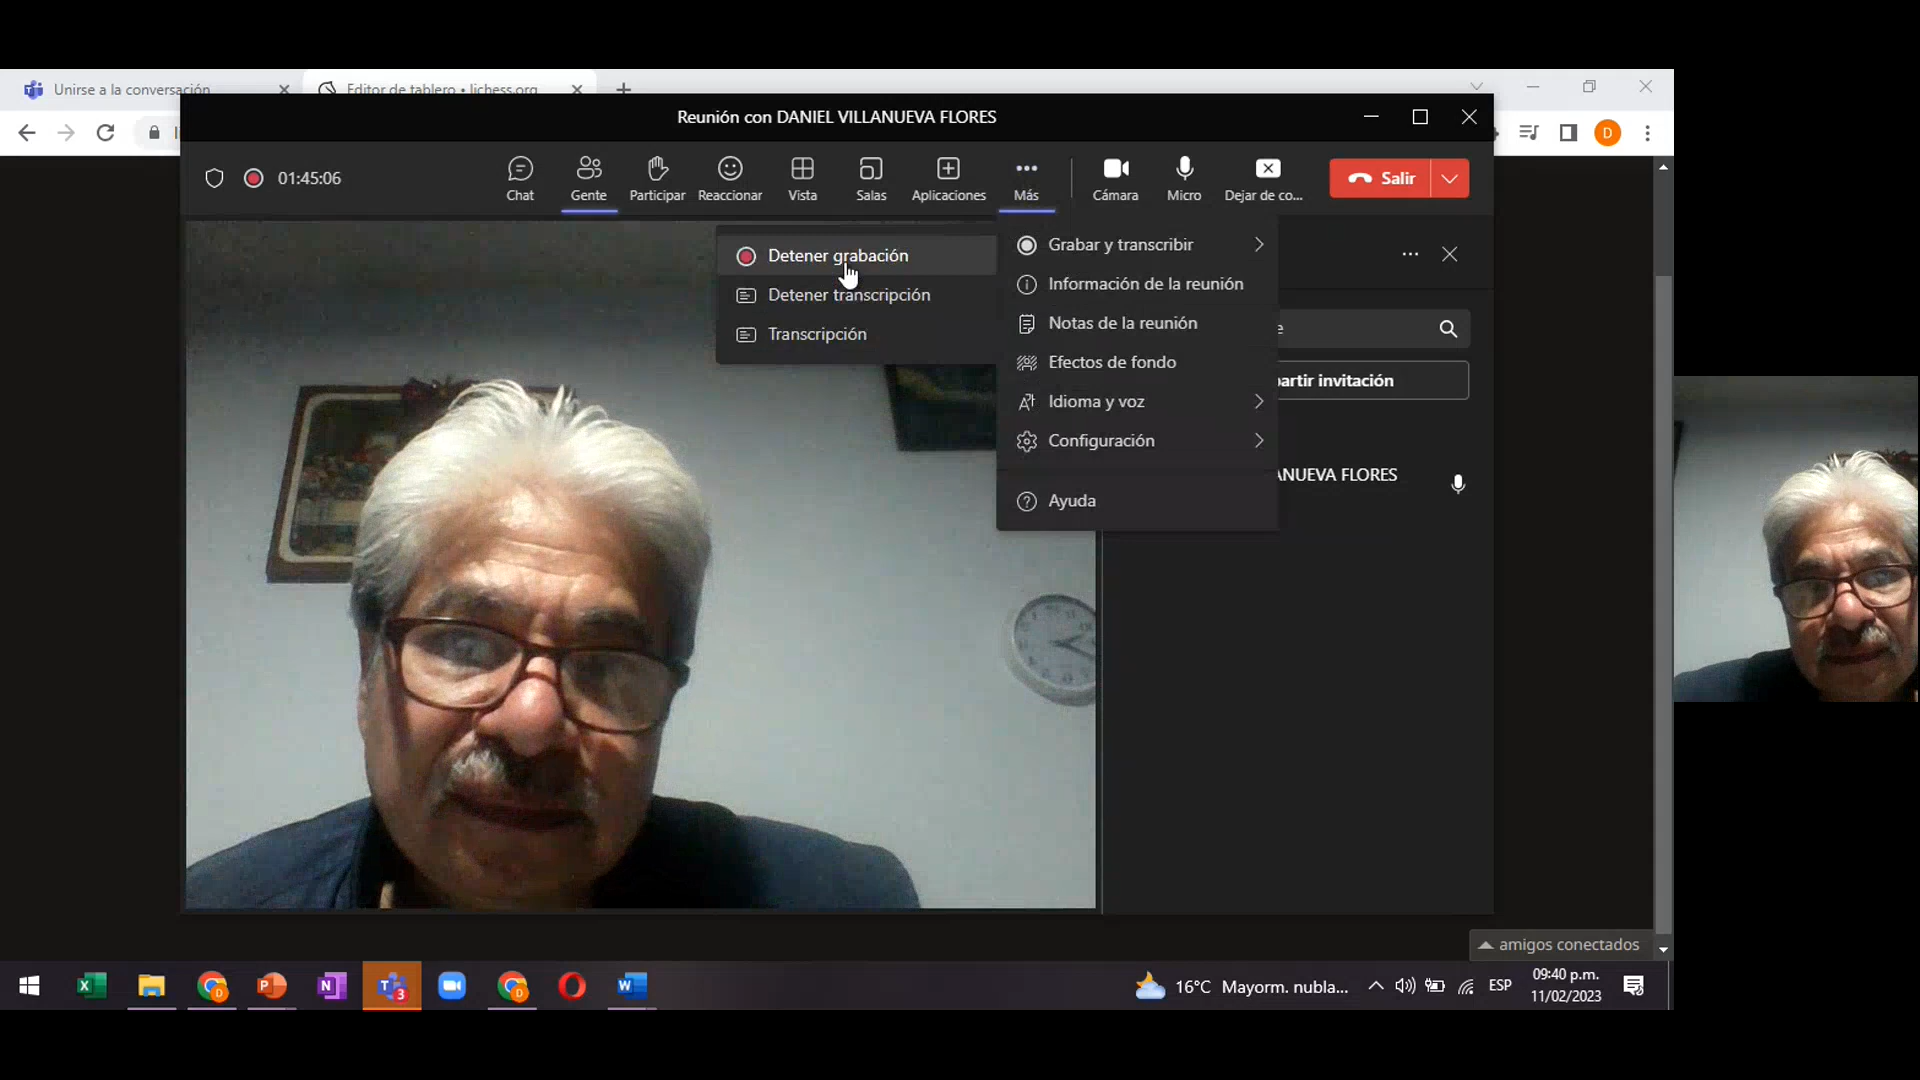 Unirse a la conversación
Editor de tablero • lichess.org
Reunión con DANIEL VILLANUEVA FLORES
D
01:45:06
Chat
Gente
Participar
Reaccionar
Vista
Salas
Aplicaciones
Más
Cámara
Micro
Dejar de co...
Salir
Detener grabación
Detener transcripción
Transcripción
Grabar y transcribir
Información de la reunión
Notas de la reunión
Efectos de fondo
Idioma y voz
Configuración
Ayuda
partir invitación
ANUEVA FLORES
amigos conectados
16°C Mayorm. nubla...
ESP
09:40 p.m.
11/02/2023